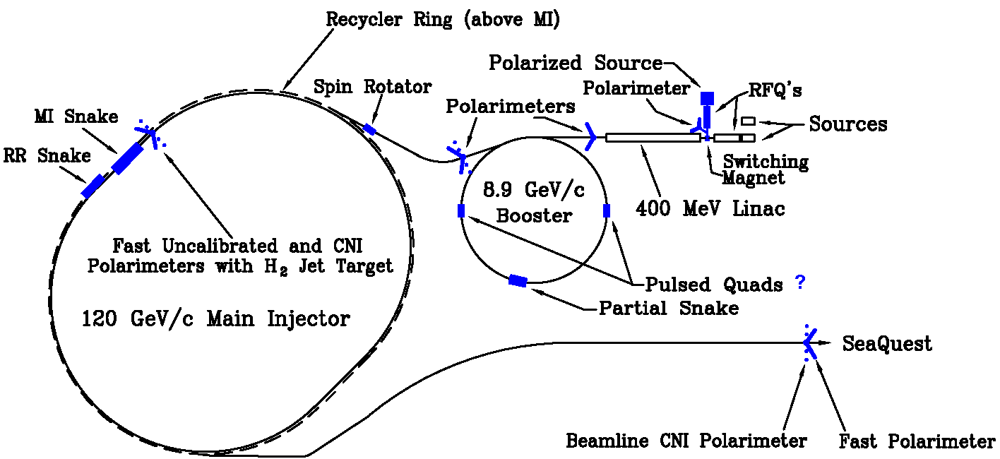 Recycler Ring (above MI)
Polarized Source
Spin Rotator
Polarimeter
RFQ's
Polarimeters
MI Snake
Sources
RR Snake
Switching
Magnet
8.9 GeV/c
Booster
400 MeV Linac
Fast Uncalibrated and CNI
Polarimeters with H₂ Jet Target
Pulsed Quads ?
Partial Snake
120 GeV/c Main Injector
SeaQuest
Beamline CNI Polarimeter
Fast Polarimeter